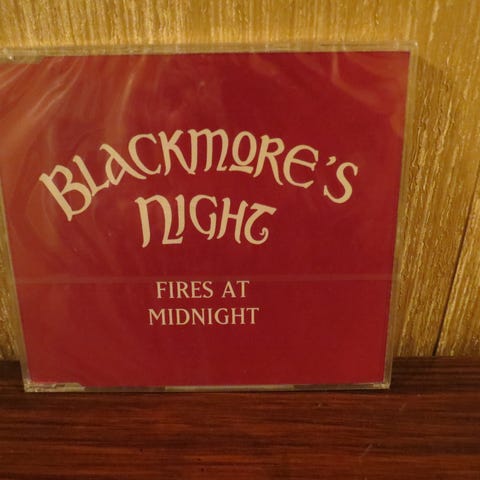 BLACKMORE'S
NIGHT
FIRES AT
MIDNIGHT